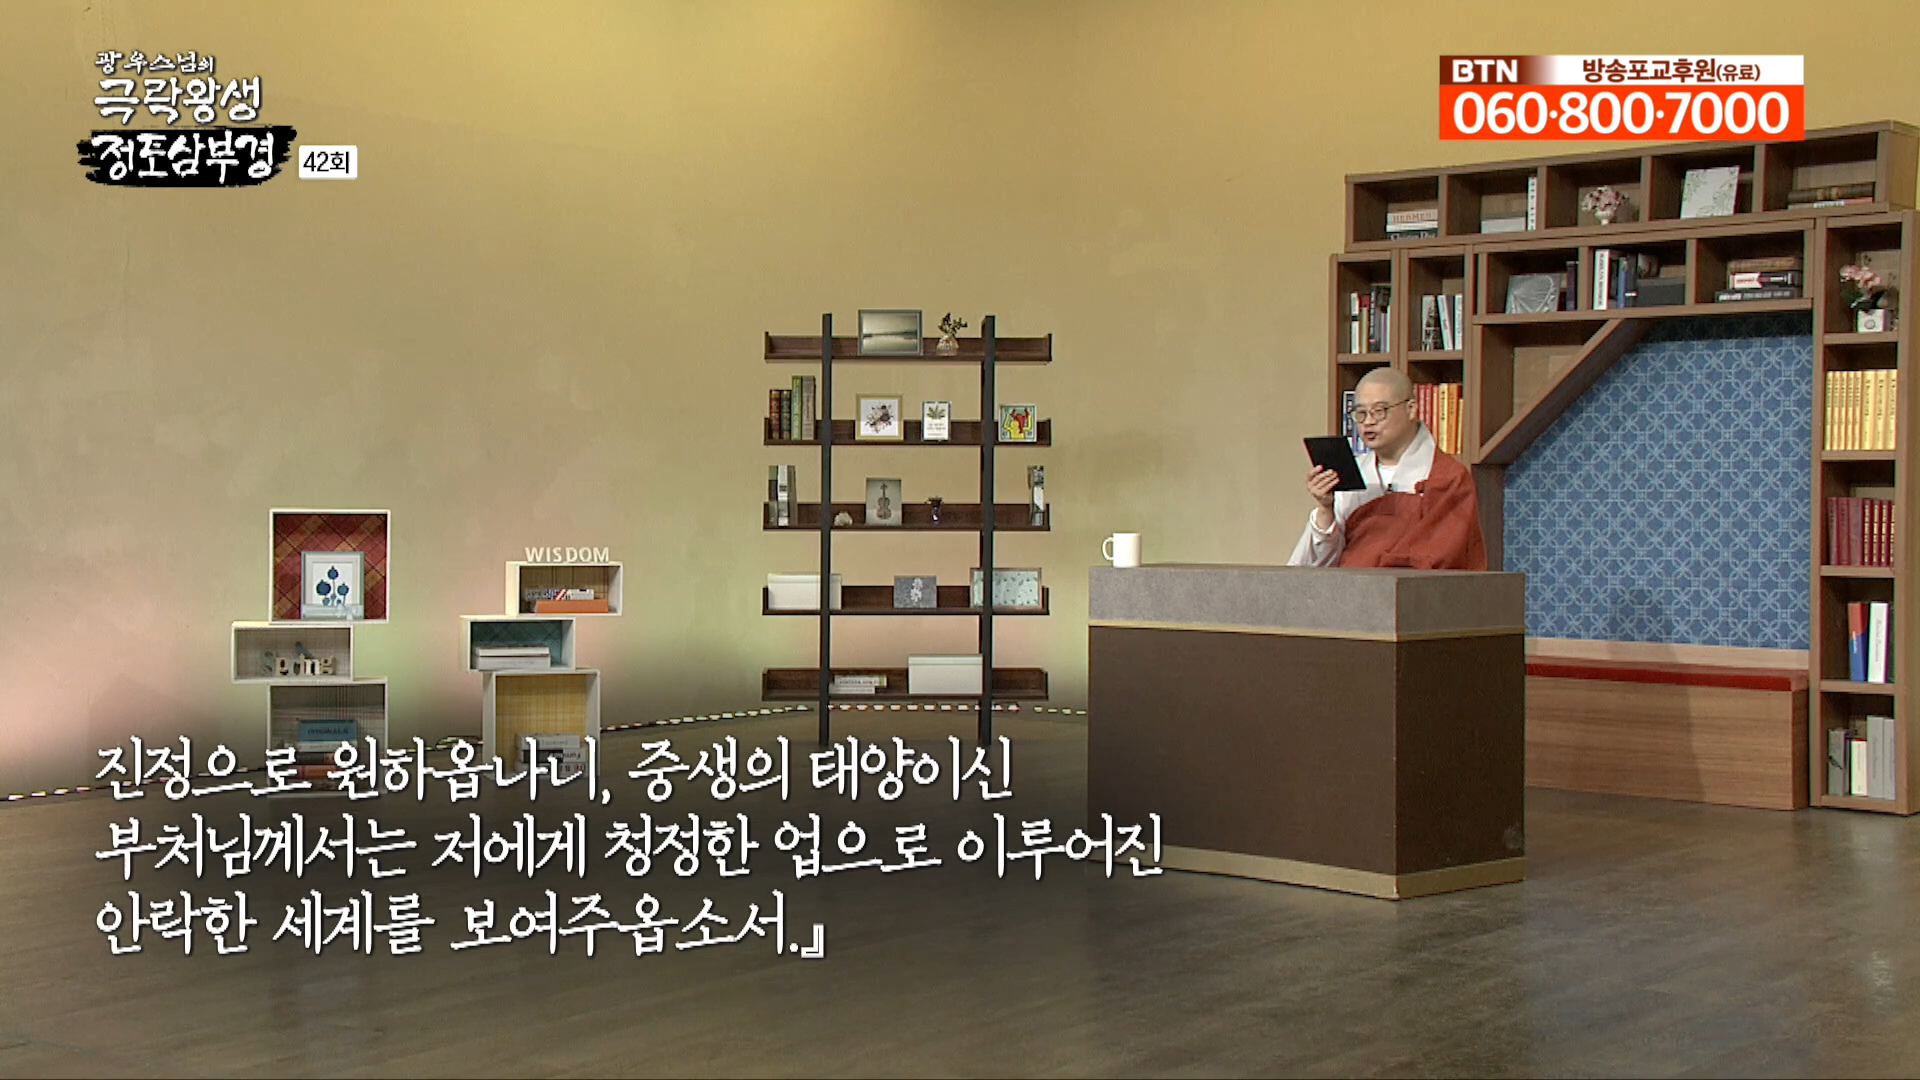 광우스님의
극락왕생
정토삼부경
42회
BTN 방송포교후원(유료)
060·800·7000
HERMES
WISDOM
Spring
진정으로 원하옵나니, 중생의 태양이신
부처님께서는 저에게 청정한 업으로 이루어진
안락한 세계를 보여주옵소서.』